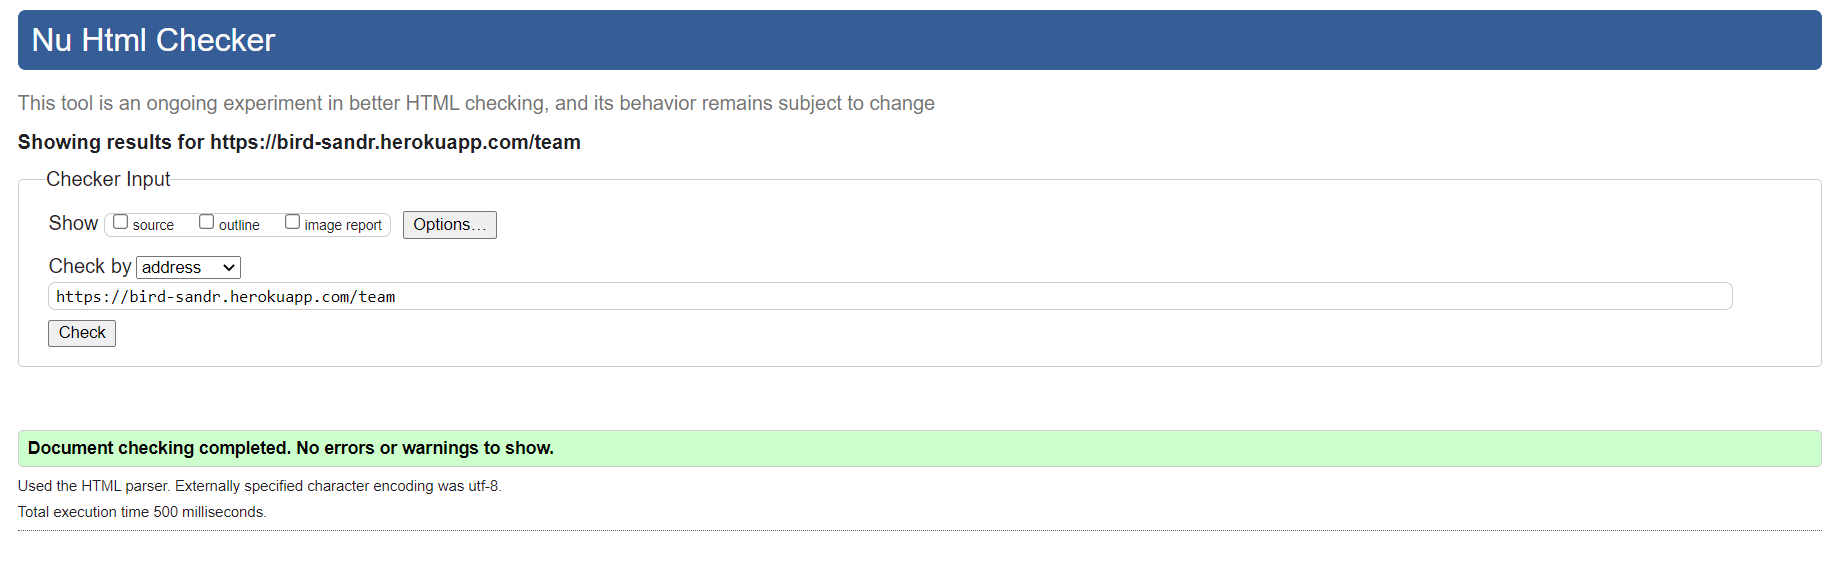 Nu Html Checker
This tool is an ongoing experiment in better HTML checking, and its behavior remains subject to change
Showing results for https://bird-sandr.herokuapp.com/team
Checker Input
Show source outline image report Options…
Check by address
https://bird-sandr.herokuapp.com/team
Check
Document checking completed. No errors or warnings to show.
Used the HTML parser. Externally specified character encoding was utf-8.
Total execution time 500 milliseconds.